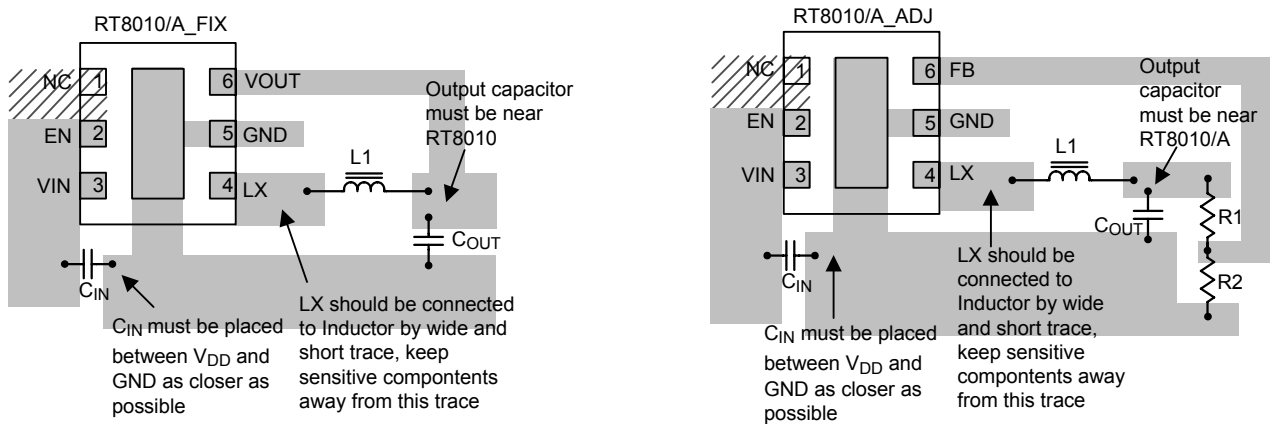 RT8010/A_FIX
NC 1
6 VOUT
EN 2
5 GND
VIN 3
4 LX
Output capacitor
must be near
RT8010
L1
COUT
CIN
CIN must be placed
between VDD and
GND as closer as
possible
LX should be connected
to Inductor by wide and
short trace, keep
sensitive compontents
away from this trace
RT8010/A_ADJ
NC 1
6 FB
EN 2
5 GND
VIN 3
4 LX
Output
capacitor
must be near
RT8010/A
L1
COUT
R1
R2
CIN
CIN must be placed
between VDD and
GND as closer as
possible
LX should be
connected to
Inductor by wide
and short trace,
keep sensitive
compontents away
from this trace